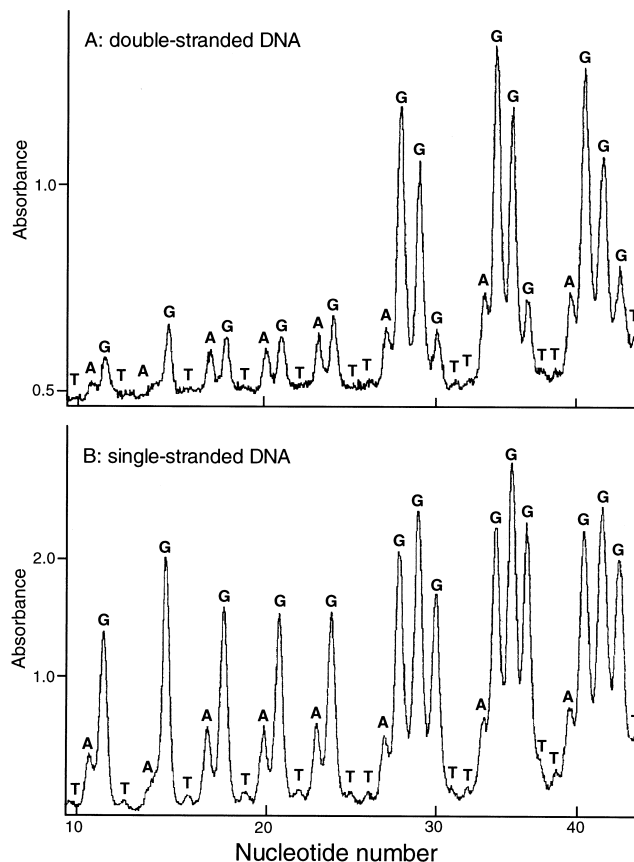 A: double-stranded DNA
Absorbance
1.0
0.5
T A G T A G T A G T A G T A G T T A G G G T T A G G G T T A G G G T
B: single-stranded DNA
Absorbance
2.0
1.0
T A G T A G T A G T A G T A G T T A G G G T T A G G G T T A G G G
10 20 30 40
Nucleotide number